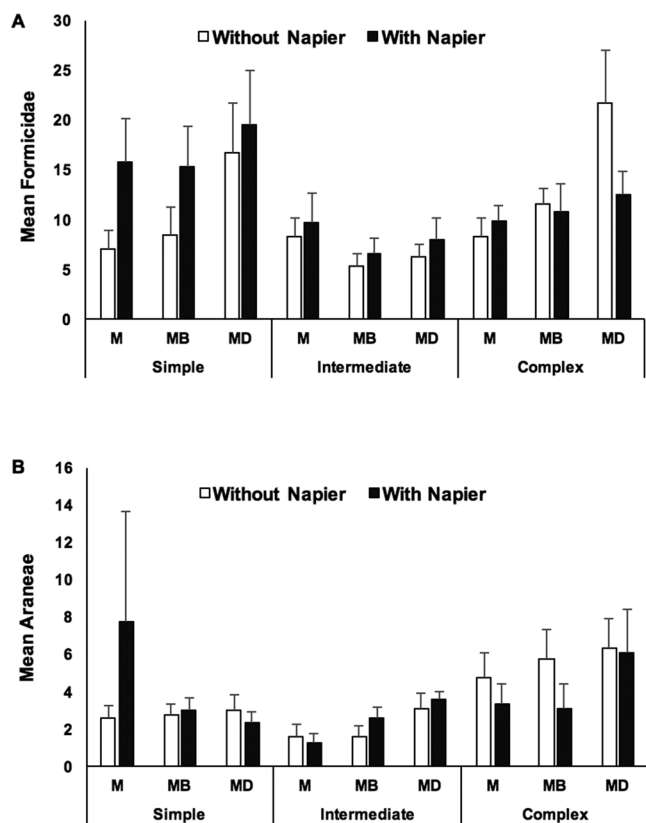 A
30
Without Napier With Napier
25
20
15
10
5
0
Mean Formicidae
M MB MD M MB MD M MB MD
Simple Intermediate Complex
B
16
Without Napier With Napier
14
12
10
8
6
4
2
0
Mean Araneae
M MB MD M MB MD M MB MD
Simple Intermediate Complex